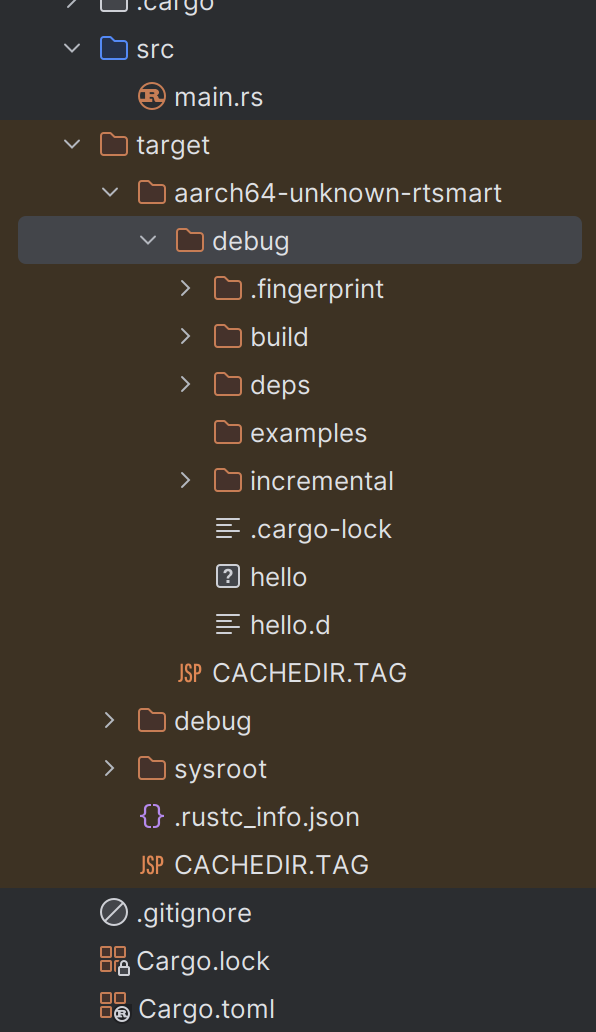 .cargo
src
main.rs
target
aarch64-unknown-rtsmart
debug
.fingerprint
build
deps
examples
incremental
.cargo-lock
hello
hello.d
JSP CACHEDIR.TAG
debug
sysroot
{} .rustc_info.json
JSP CACHEDIR.TAG
.gitignore
Cargo.lock
Cargo.toml